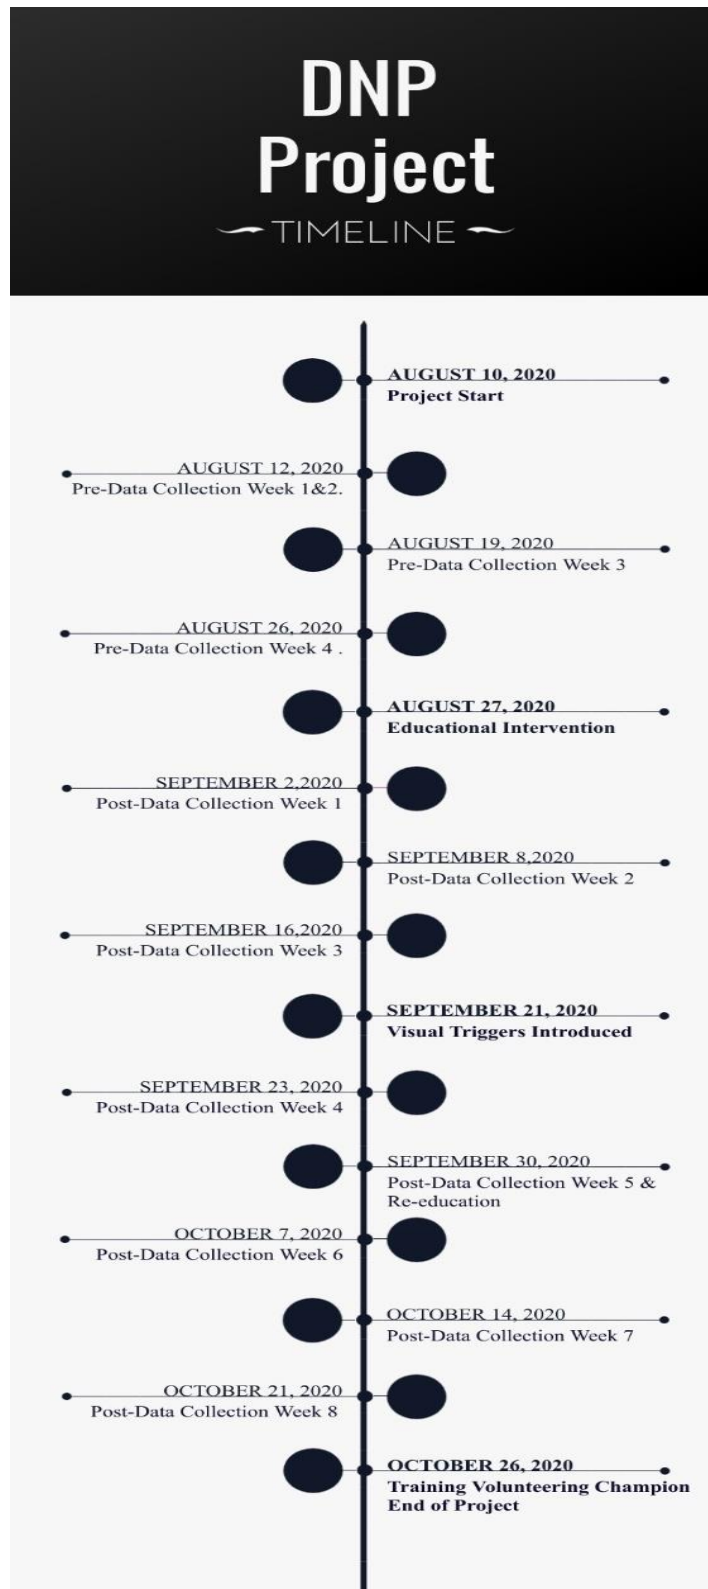 DNP
Project
TIMELINE
AUGUST 10, 2020
Project Start
AUGUST 12, 2020
Pre-Data Collection Week 1&2.
AUGUST 19, 2020
Pre-Data Collection Week 3
AUGUST 26, 2020
Pre-Data Collection Week 4 .
AUGUST 27, 2020
Educational Intervention
SEPTEMBER 2,2020
Post-Data Collection Week 1
SEPTEMBER 8,2020
Post-Data Collection Week 2
SEPTEMBER 16,2020
Post-Data Collection Week 3
SEPTEMBER 21, 2020
Visual Triggers Introduced
SEPTEMBER 23, 2020
Post-Data Collection Week 4
SEPTEMBER 30, 2020
Post-Data Collection Week 5 &
Re-education
OCTOBER 7, 2020
Post-Data Collection Week 6
OCTOBER 14, 2020
Post-Data Collection Week 7
OCTOBER 21, 2020
Post-Data Collection Week 8
OCTOBER 26, 2020
Training Volunteering Champion
End of Project